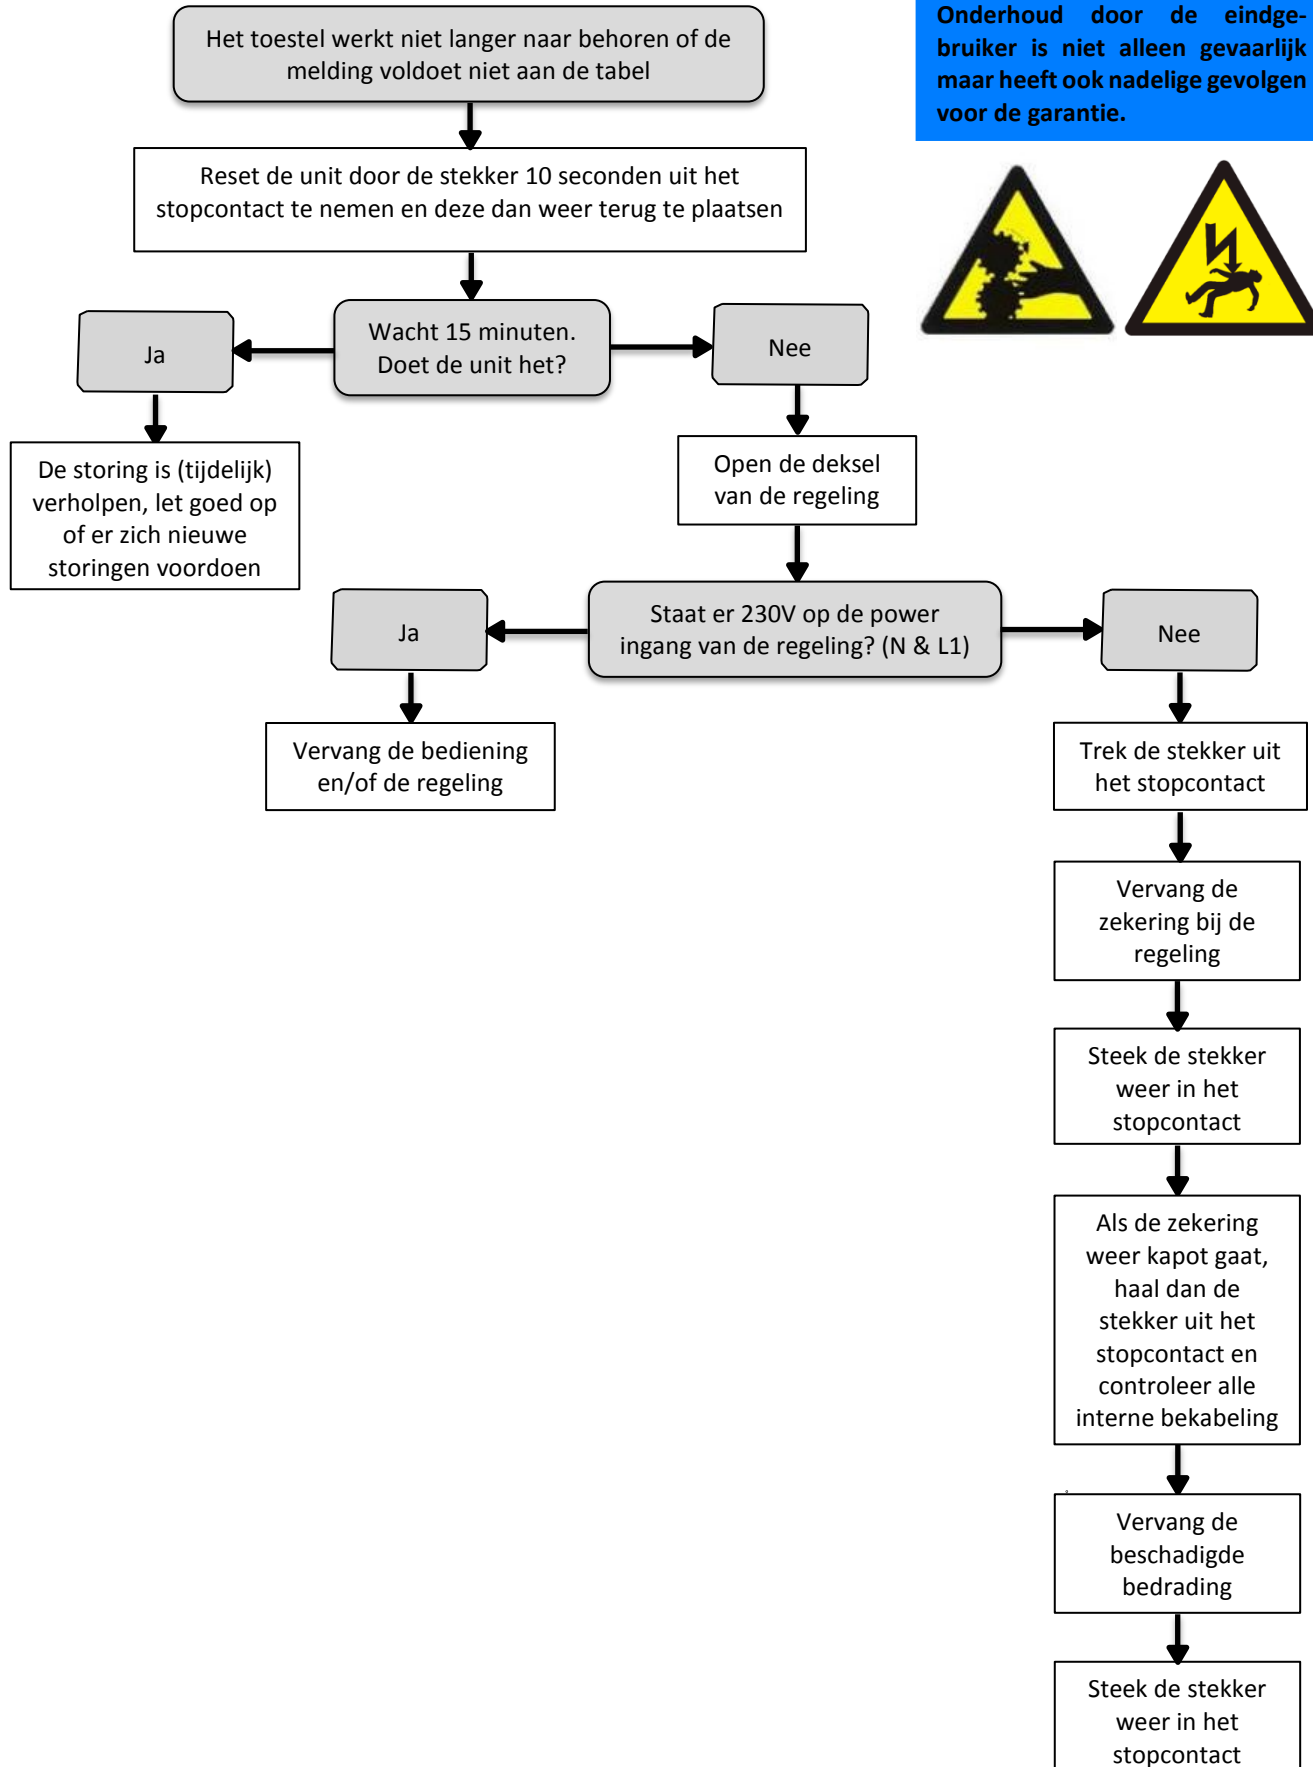 Het toestel werkt niet langer naar behoren of de
melding voldoet niet aan de tabel
Onderhoud door de eindge-
bruiker is niet alleen gevaarlijk
maar heeft ook nadelige gevolgen
voor de garantie.
Reset de unit door de stekker 10 seconden uit het
stopcontact te nemen en deze dan weer terug te plaatsen
Wacht 15 minuten.
Doet de unit het?
Ja
Nee
De storing is (tijdelijk)
verholpen, let goed op
of er zich nieuwe
storingen voordoen
Open de deksel
van de regeling
Staat er 230V op de power
ingang van de regeling? (N & L1)
Ja
Nee
Vervang de bediening
en/of de regeling
Trek de stekker uit
het stopcontact
Vervang de
zekering bij de
regeling
Steek de stekker
weer in het
stopcontact
Als de zekering
weer kapot gaat,
haal dan de
stekker uit het
stopcontact en
controleer alle
interne bekabeling
Vervang de
beschadigde
bedrading
Steek de stekker
weer in het
stopcontact